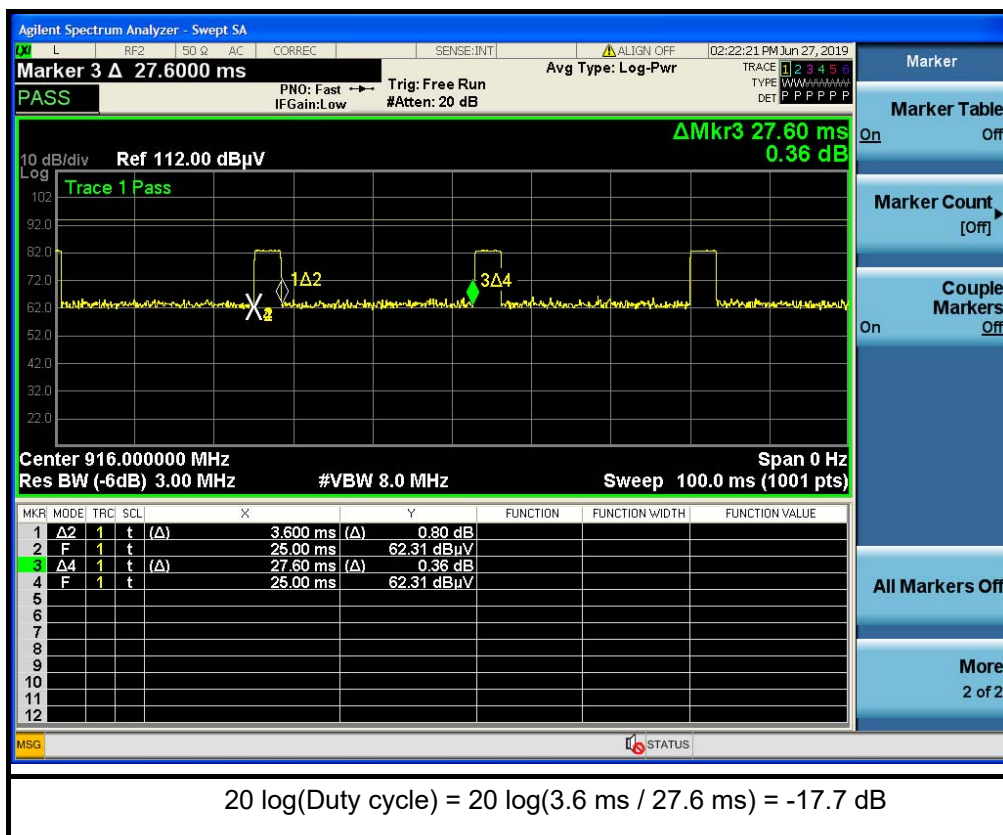 Agilent Spectrum Analyzer - Swept SA
LXI L RF2 50 Ω AC CORREC SENSE:INT ALIGN OFF 02:22:21 PM Jun 27, 2019
Marker 3 Δ 27.6000 ms
PNO: Fast
IFGain:Low
Trig: Free Run
#Atten: 20 dB
Avg Type: Log-Pwr
TRACE 1 2 3 4 5 6
TYPE WWWWWW
DET P P P P P P
PASS
ΔMkr3 27.60 ms
0.36 dB
10 dB/div Ref 112.00 dBµV
Log
Trace 1 Pass
102
92.0
82.0
72.0
62.0
52.0
42.0
32.0
22.0
1Δ2
3Δ4
Center 916.000000 MHz Span 0 Hz
Res BW (-6dB) 3.00 MHz #VBW 8.0 MHz Sweep 100.0 ms (1001 pts)
MKR MODE TRC SCL X Y FUNCTION FUNCTION WIDTH FUNCTION VALUE
1 Δ2 1 t (Δ) 3.600 ms (Δ) 0.80 dB
2 F 1 t 25.00 ms 62.31 dBµV
3 Δ4 1 t (Δ) 27.60 ms (Δ) 0.36 dB
4 F 1 t 25.00 ms 62.31 dBµV
5
6
7
8
9
10
11
12
MSG STATUS
Marker
Marker Table
On Off
Marker Count
[Off]
Couple
Markers
On Off
All Markers Off
More
2 of 2
20 log(Duty cycle) = 20 log(3.6 ms / 27.6 ms) = -17.7 dB